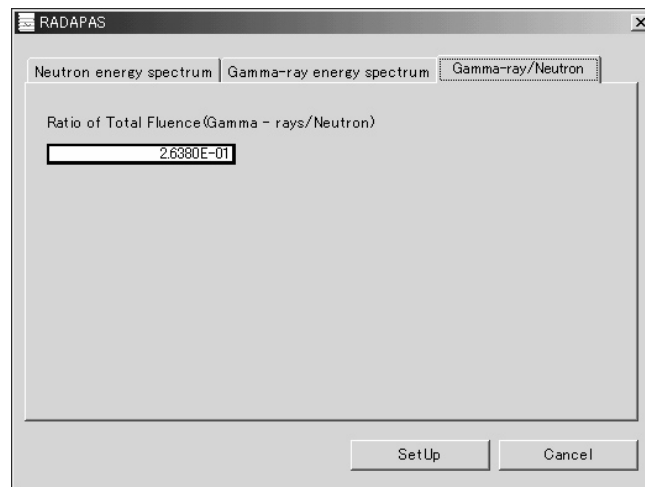 RADAPAS
Neutron energy spectrum Gamma-ray energy spectrum Gamma-ray/Neutron
Ratio of Total Fluence(Gamma - rays/Neutron)
2.6380E-01
SetUp Cancel